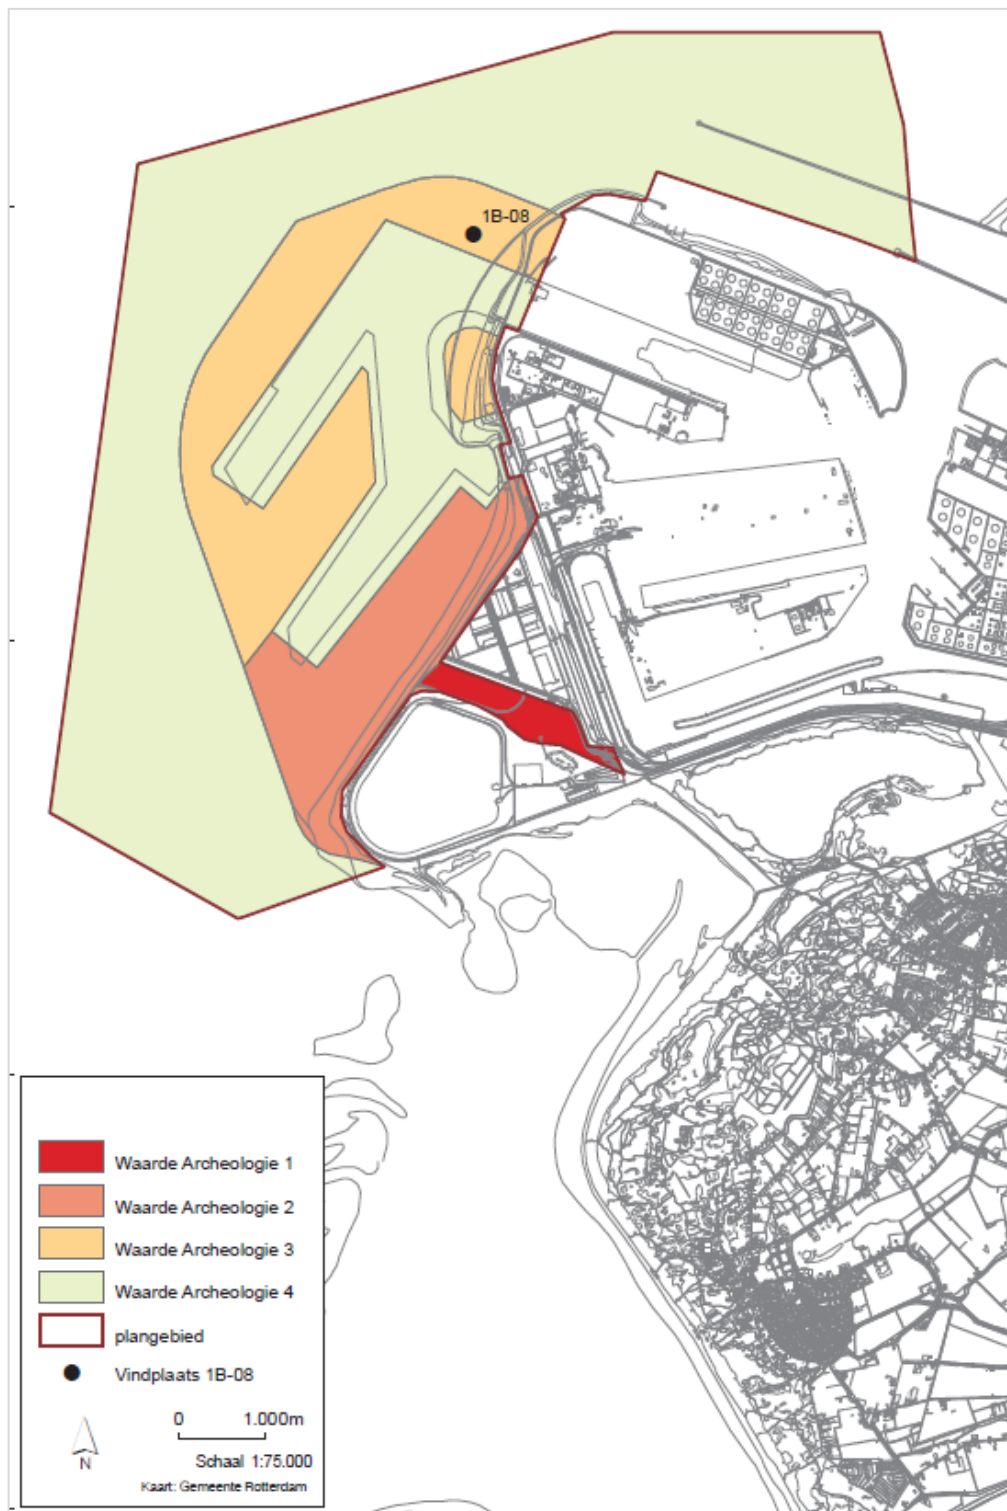 1B-08
Waarde Archeologie 1
Waarde Archeologie 2
Waarde Archeologie 3
Waarde Archeologie 4
plangebied
Vindplaats 1B-08
0 1.000m
N
Schaal 1:75.000
Kaart: Gemeente Rotterdam